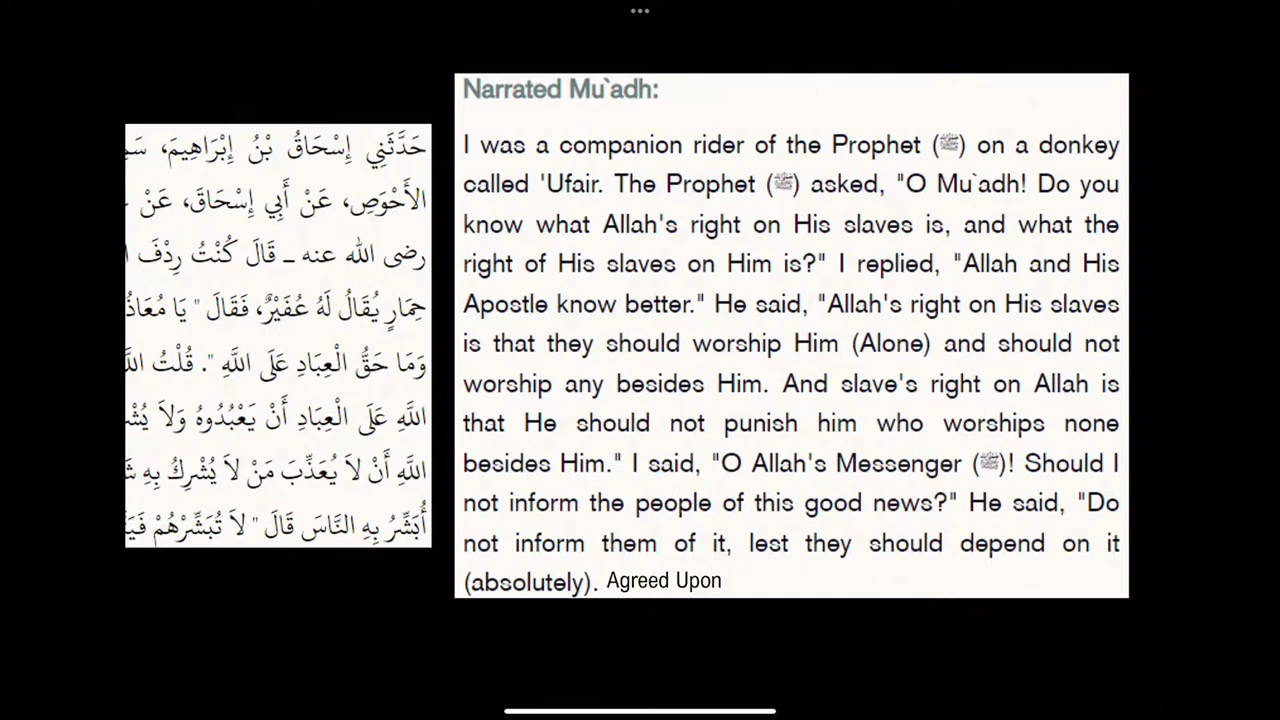 Narrated Mu`adh:
I was a companion rider of the Prophet (ﷺ) on a donkey
called 'Ufair. The Prophet (ﷺ) asked, "O Mu`adh! Do you
know what Allah's right on His slaves is, and what the
right of His slaves on Him is?" I replied, "Allah and His
Apostle know better." He said, "Allah's right on His slaves
is that they should worship Him (Alone) and should not
worship any besides Him. And slave's right on Allah is
that He should not punish him who worships none
besides Him." I said, "O Allah's Messenger (ﷺ)! Should I
not inform the people of this good news?" He said, "Do
not inform them of it, lest they should depend on it
(absolutely). Agreed Upon
حَدَّثَنِي إِسْحَاقُ بْنُ إِبْرَاهِيمَ،
الأَحْوَصِ، عَنْ أَبِي إِسْحَاقَ، عَنْ
رضى الله عنه ـ قَالَ كُنْتُ رِدْفَ
حِمَارٍ يُقَالُ لَهُ عُفَيْرٌ، فَقَالَ " يَا مُعَاذُ
وَمَا حَقُّ الْعِبَادِ عَلَى اللَّهِ ". قُلْتُ
اللَّهِ عَلَى الْعِبَادِ أَنْ يَعْبُدُوهُ وَلاَ
اللَّهِ أَنْ لاَ يُعَذِّبَ مَنْ لاَ يُشْرِكُ بِهِ
أُبَشِّرُ بِهِ النَّاسَ قَالَ " لاَ تُبَشِّرْهُمْ